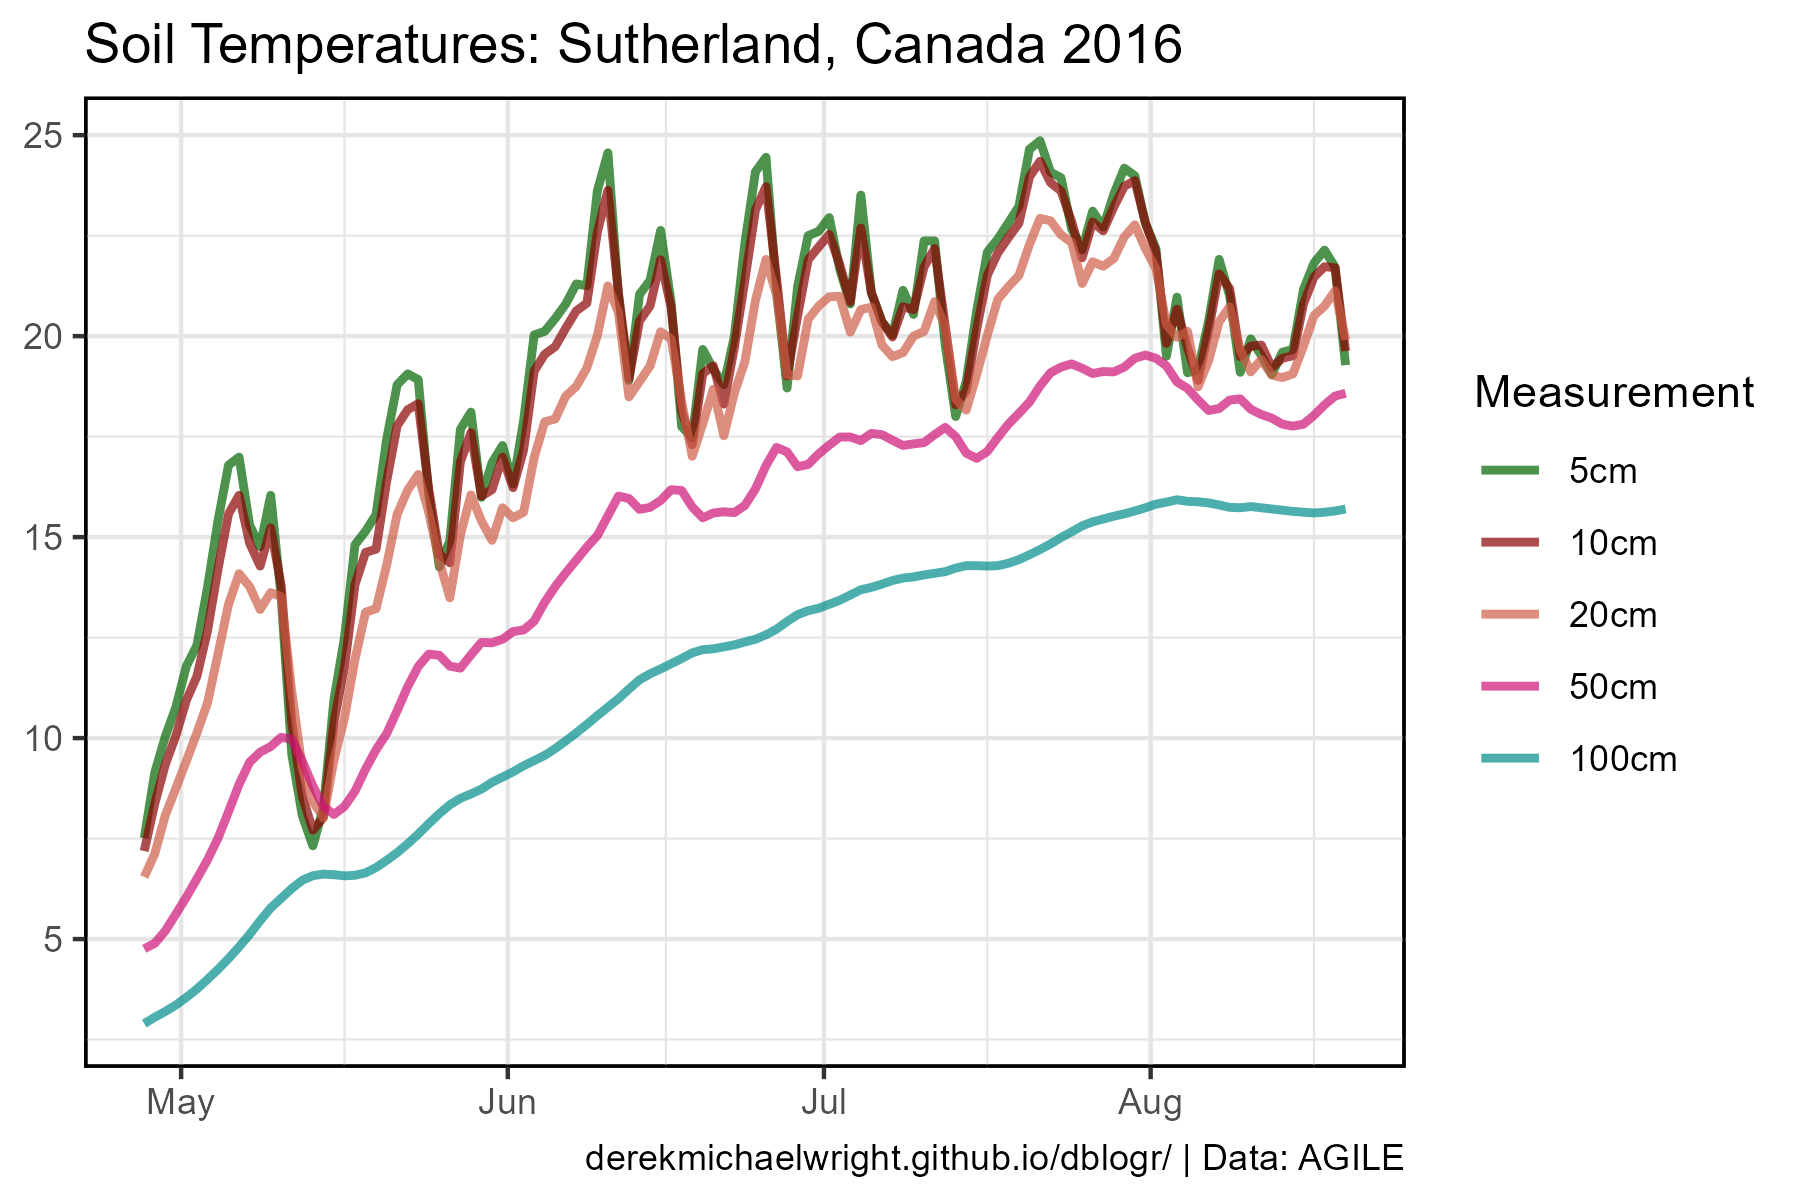 Soil Temperatures: Sutherland, Canada 2016
25
20
15
10
5
May Jun Jul Aug
Measurement
5cm
10cm
20cm
50cm
100cm
derekmichaelwright.github.io/dblogr/ | Data: AGILE